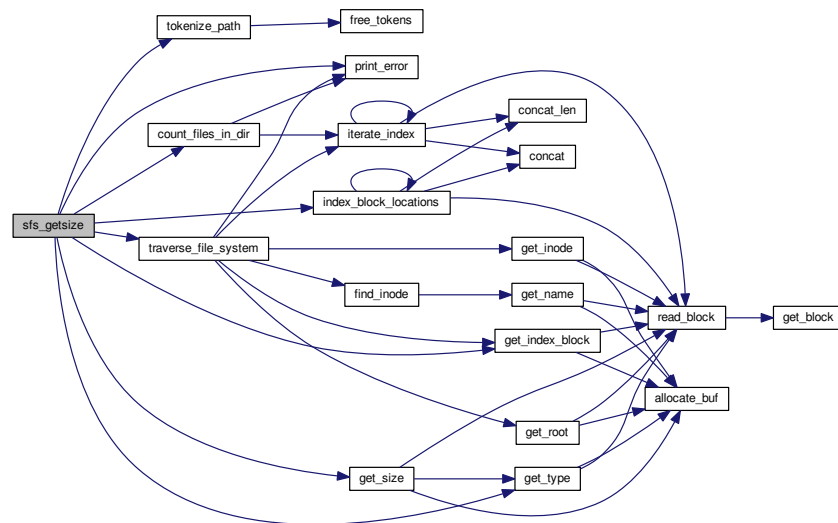 tokenize_path
free_tokens
print_error
count_files_in_dir
iterate_index
concat_len
concat
index_block_locations
sfs_getsize
traverse_file_system
get_inode
find_inode
get_name
read_block
get_block
get_index_block
allocate_buf
get_root
get_size
get_type